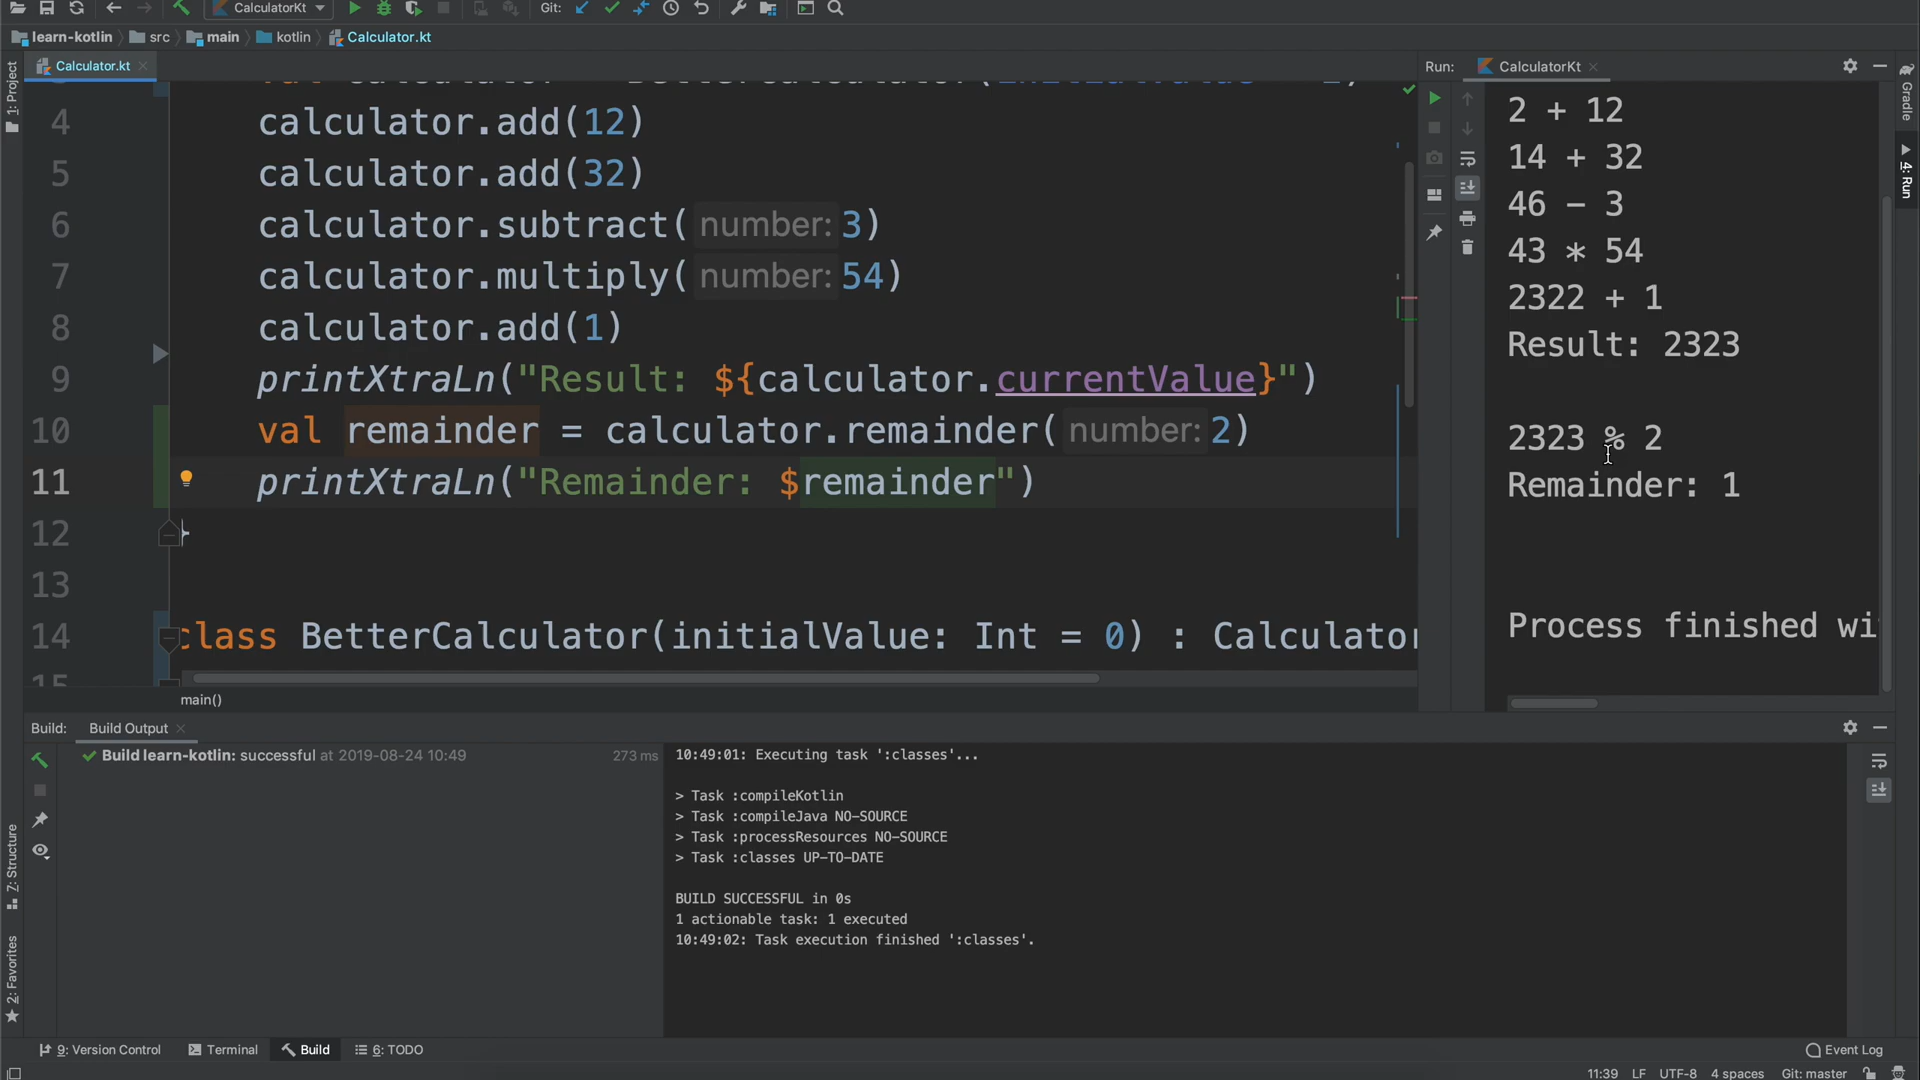 CalculatorKt
Git:
learn-kotlin
src
main
kotlin
Calculator.kt
Calculator.kt
1: Project
4 calculator.add(12)
5 calculator.add(32)
6 calculator.subtract( number: 3)
7 calculator.multiply( number: 54)
8 calculator.add(1)
9 printXtraLn("Result: ${calculator.currentValue}")
10 val remainder = calculator.remainder( number: 2)
11 printXtraLn("Remainder: $remainder")
12 }
13
14 class BetterCalculator(initialValue: Int = 0) : Calculator
15
main()
Run:
CalculatorKt
2 + 12
14 + 32
46 - 3
43 * 54
2322 + 1
Result: 2323
2323 % 2
Remainder: 1
Process finished wi
Gradle
4: Run
Build:
Build Output
Build learn-kotlin: successful at 2019-08-24 10:49
273 ms
10:49:01: Executing task ':classes'...
> Task :compileKotlin
> Task :compileJava NO-SOURCE
> Task :processResources NO-SOURCE
> Task :classes UP-TO-DATE
BUILD SUCCESSFUL in 0s
1 actionable task: 1 executed
10:49:02: Task execution finished ':classes'.
7: Structure
2: Favorites
9: Version Control
Terminal
Build
6: TODO
Event Log
11:39
LF
UTF-8
4 spaces
Git: master